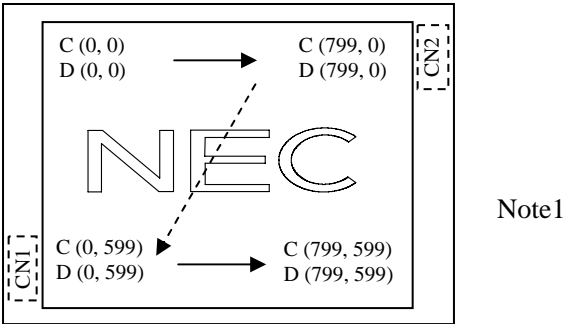 C (0, 0)
D (0, 0)
C (799, 0)
D (799, 0)
CN2
NEC
Note1
C (0, 599)
D (0, 599)
C (799, 599)
D (799, 599)
CN1